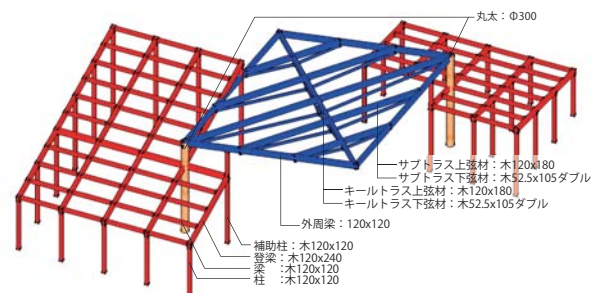 丸太：Φ300
サブトラス上弦材：木120x180
サブトラス下弦材：木52.5x105ダブル
キールトラス上弦材：木120x180
キールトラス下弦材：木52.5x105ダブル
外周梁：120x120
補助柱：木120x120
登梁：木120x240
梁　：木120x120
柱　：木120x120